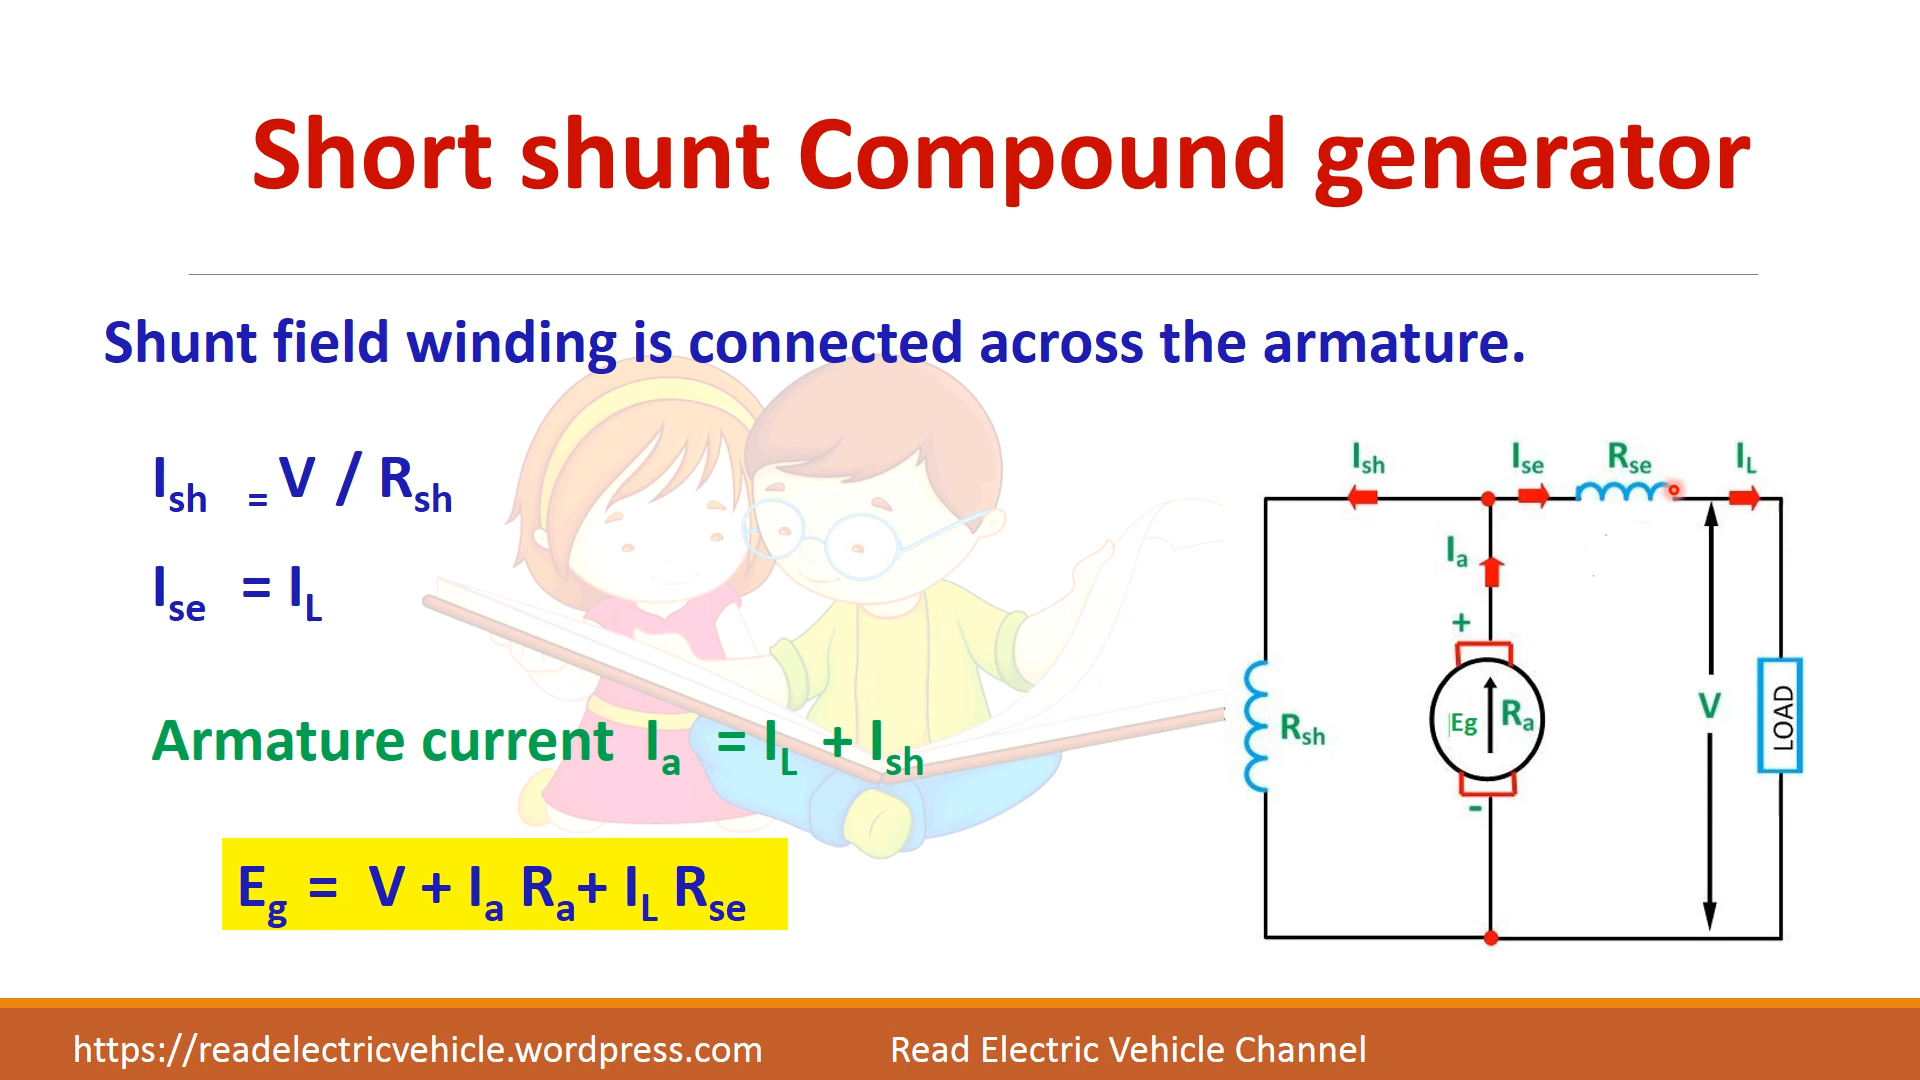 Short shunt Compound generator
Shunt field winding is connected across the armature.
Ish = V / Rsh
Ise = IL
Armature current Ia = IL + Ish
Eg = V + Ia Ra+ IL Rse
Ish
Ise
Rse
IL
Ia
+
Rsh
Eg
Ra
V
LOAD
-
https://readelectricvehicle.wordpress.com
Read Electric Vehicle Channel